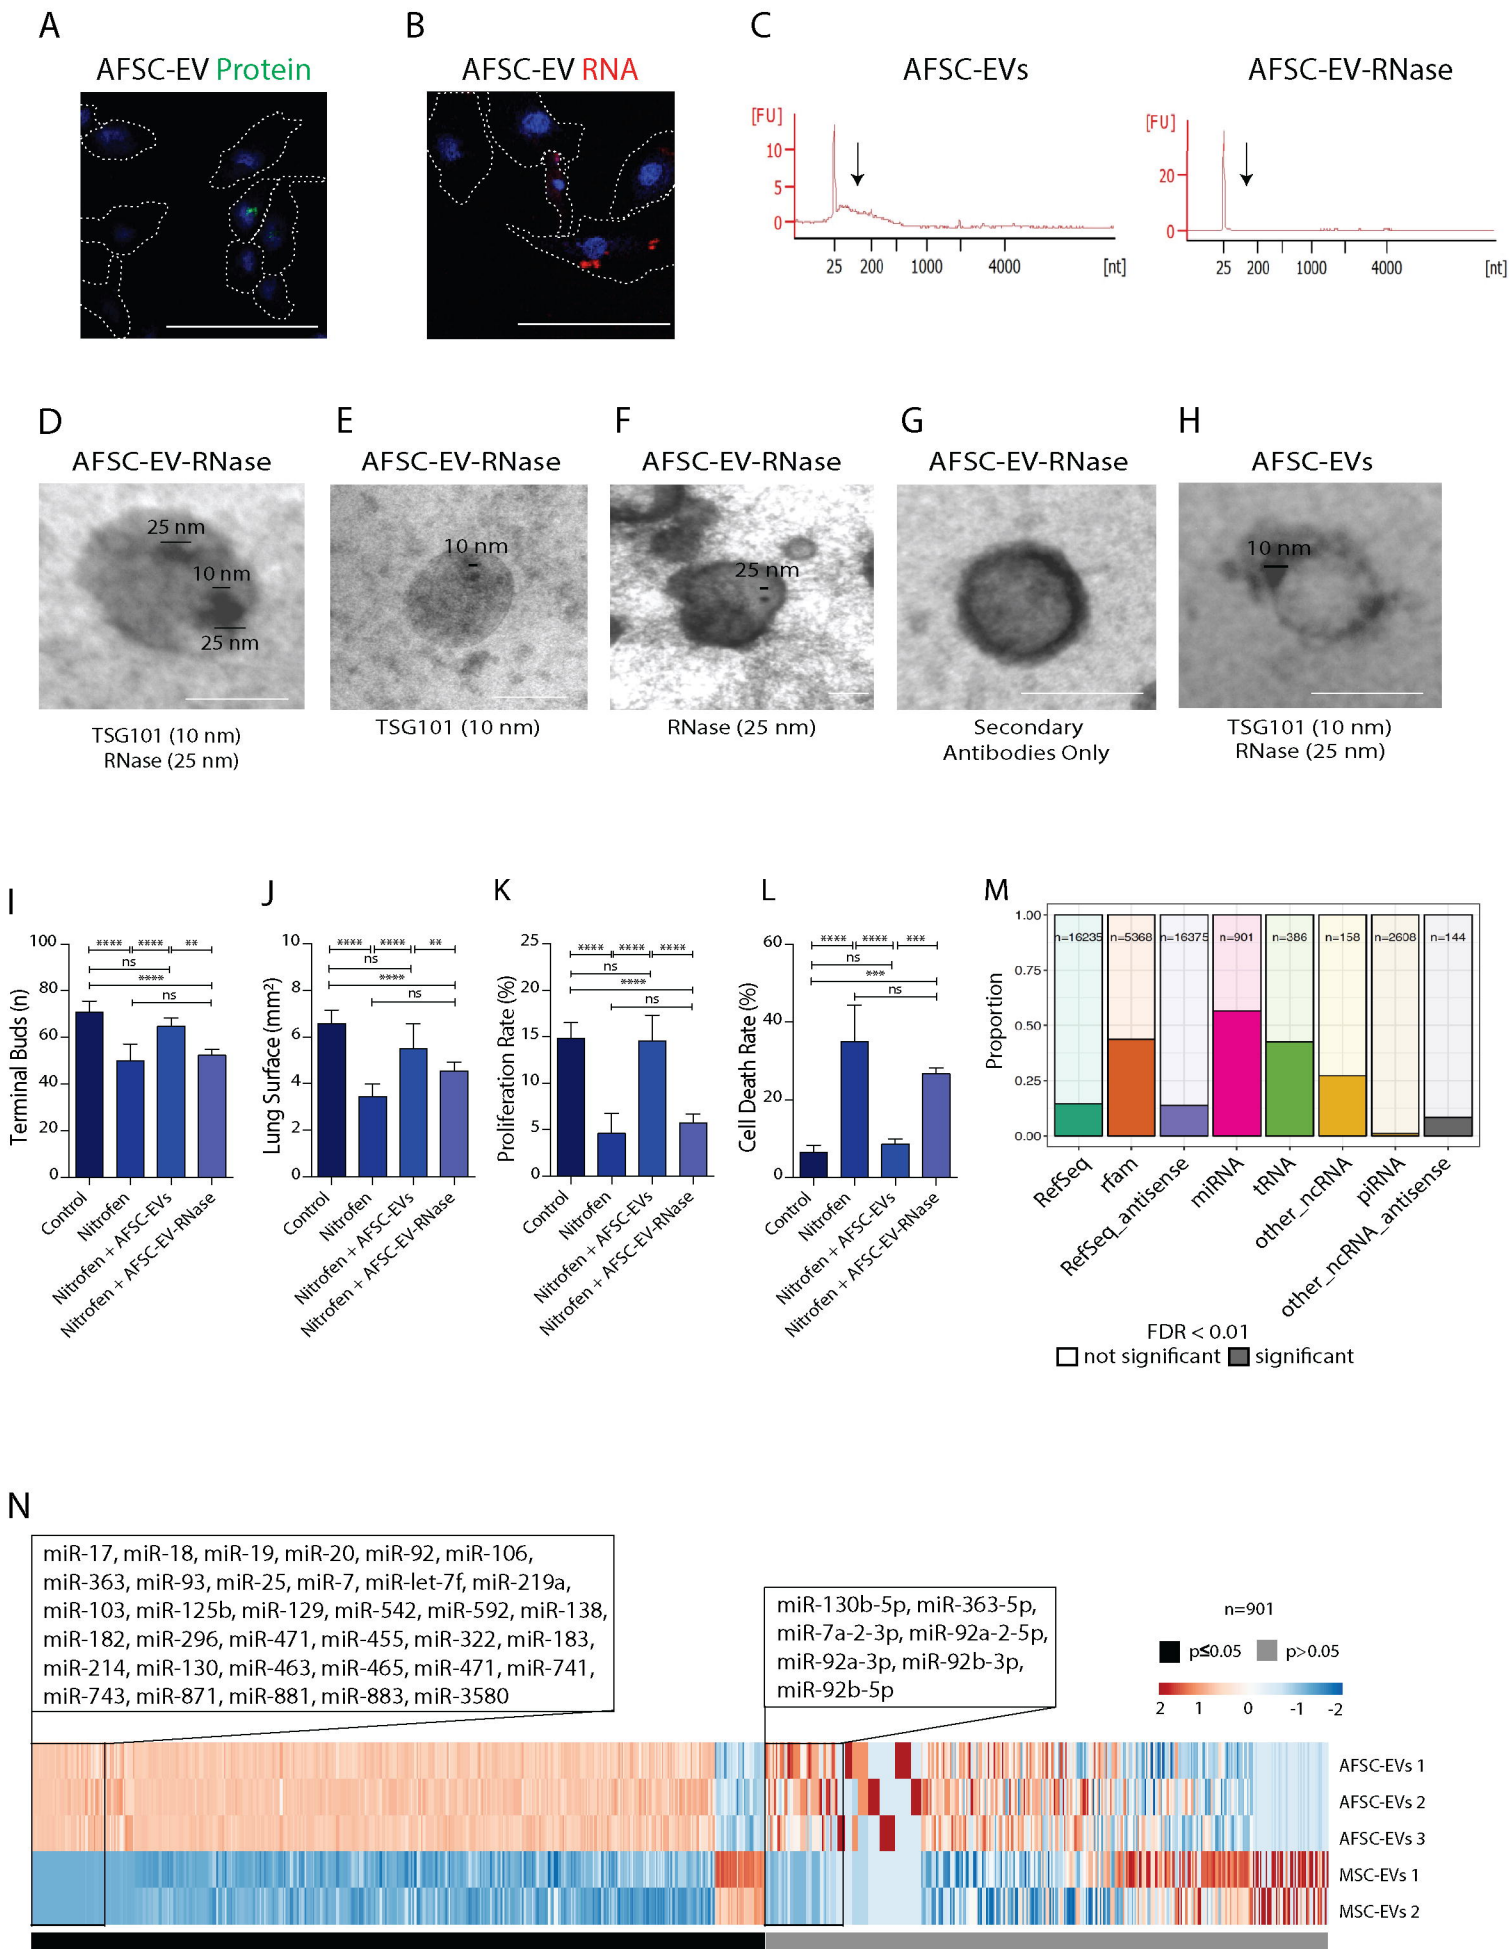 A
AFSC-EV Protein
B
AFSC-EV RNA
C
AFSC-EVs
[FU]
10
5
0
25 200 1000 4000 [nt]
AFSC-EV-RNase
[FU]
20
0
25 200 1000 4000 [nt]
D
AFSC-EV-RNase
25 nm
10 nm
25 nm
TSG101 (10 nm)
RNase (25 nm)
E
AFSC-EV-RNase
10 nm
TSG101 (10 nm)
F
AFSC-EV-RNase
25 nm
RNase (25 nm)
G
AFSC-EV-RNase
Secondary
Antibodies Only
H
AFSC-EVs
10 nm
TSG101 (10 nm)
RNase (25 nm)
I
Terminal Buds (n)
100
80
60
40
20
0
**** **** **
ns
****
ns
Control
Nitrofen
Nitrofen + AFSC-EVs
Nitrofen + AFSC-EV-RNase
J
Lung Surface (mm²)
10
8
6
4
2
0
**** **** **
ns
****
ns
Control
Nitrofen
Nitrofen + AFSC-EVs
Nitrofen + AFSC-EV-RNase
K
Proliferation Rate (%)
25
20
15
10
5
0
**** **** ****
ns
****
ns
Control
Nitrofen
Nitrofen + AFSC-EVs
Nitrofen + AFSC-EV-RNase
L
Cell Death Rate (%)
60
40
20
0
**** **** ***
ns
***
ns
Control
Nitrofen
Nitrofen + AFSC-EVs
Nitrofen + AFSC-EV-RNase
M
Proportion
1.00
0.75
0.50
0.25
0.00
n=16235 n=5368 n=16375 n=901 n=386 n=158 n=2608 n=144
RefSeq
rfam
RefSeq_antisense
miRNA
tRNA
other_ncRNA
piRNA
other_ncRNA_antisense
FDR < 0.01
not significant significant
N
miR-17, miR-18, miR-19, miR-20, miR-92, miR-106,
miR-363, miR-93, miR-25, miR-7, miR-let-7f, miR-219a,
miR-103, miR-125b, miR-129, miR-542, miR-592, miR-138,
miR-182, miR-296, miR-471, miR-455, miR-322, miR-183,
miR-214, miR-130, miR-463, miR-465, miR-471, miR-741,
miR-743, miR-871, miR-881, miR-883, miR-3580
miR-130b-5p, miR-363-5p,
miR-7a-2-3p, miR-92a-2-5p,
miR-92a-3p, miR-92b-3p,
miR-92b-5p
n=901
p≤0.05 p>0.05
2 1 0 -1 -2
AFSC-EVs 1
AFSC-EVs 2
AFSC-EVs 3
MSC-EVs 1
MSC-EVs 2